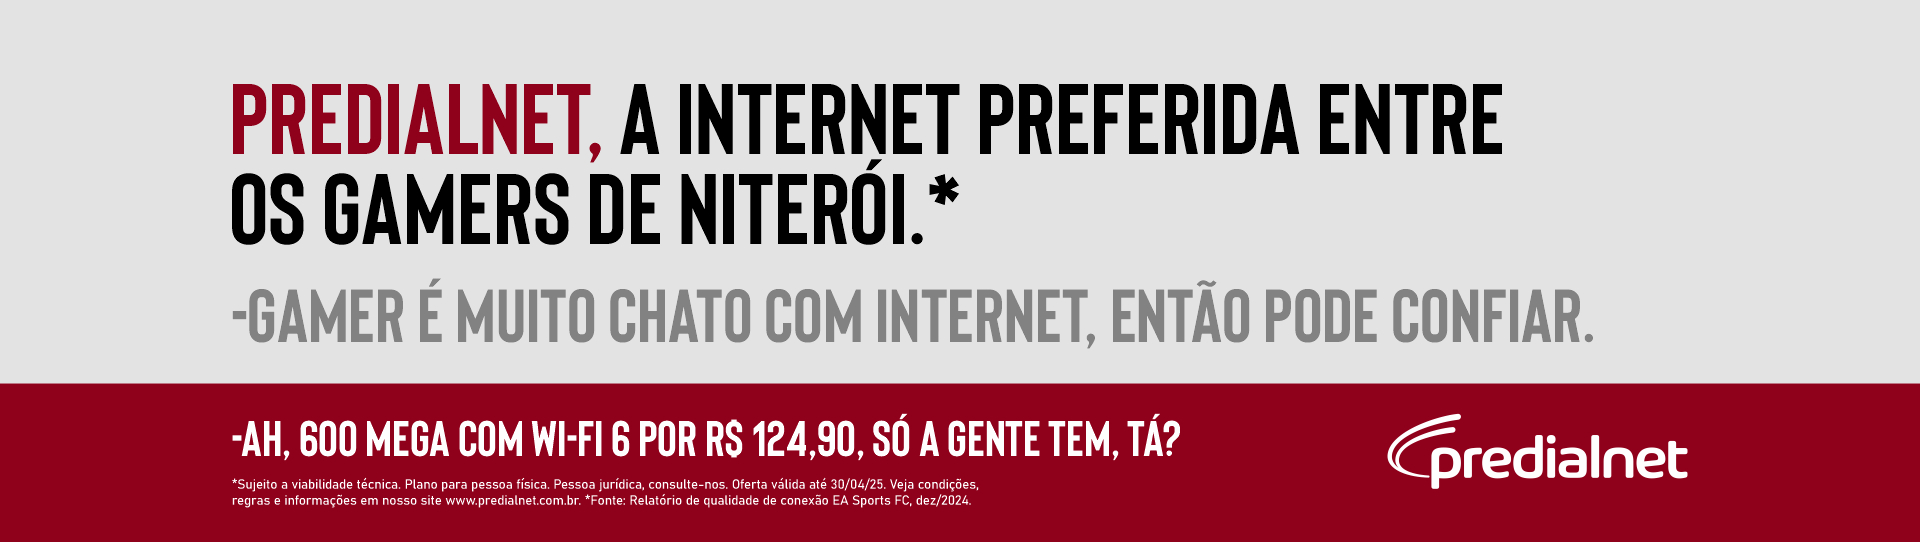 PREDIALNET, A INTERNET PREFERIDA ENTRE
OS GAMERS DE NITERÓI.*
-GAMER É MUITO CHATO COM INTERNET, ENTÃO PODE CONFIAR.
-AH, 600 MEGA COM WI-FI 6 POR R$ 124,90, SÓ A GENTE TEM, TÁ?
predialnet
*Sujeito a viabilidade técnica. Plano para pessoa física. Pessoa jurídica, consulte-nos. Oferta válida até 30/04/25. Veja condições,
regras e informações em nosso site www.predialnet.com.br. *Fonte: Relatório de qualidade de conexão EA Sports FC, dez/2024.